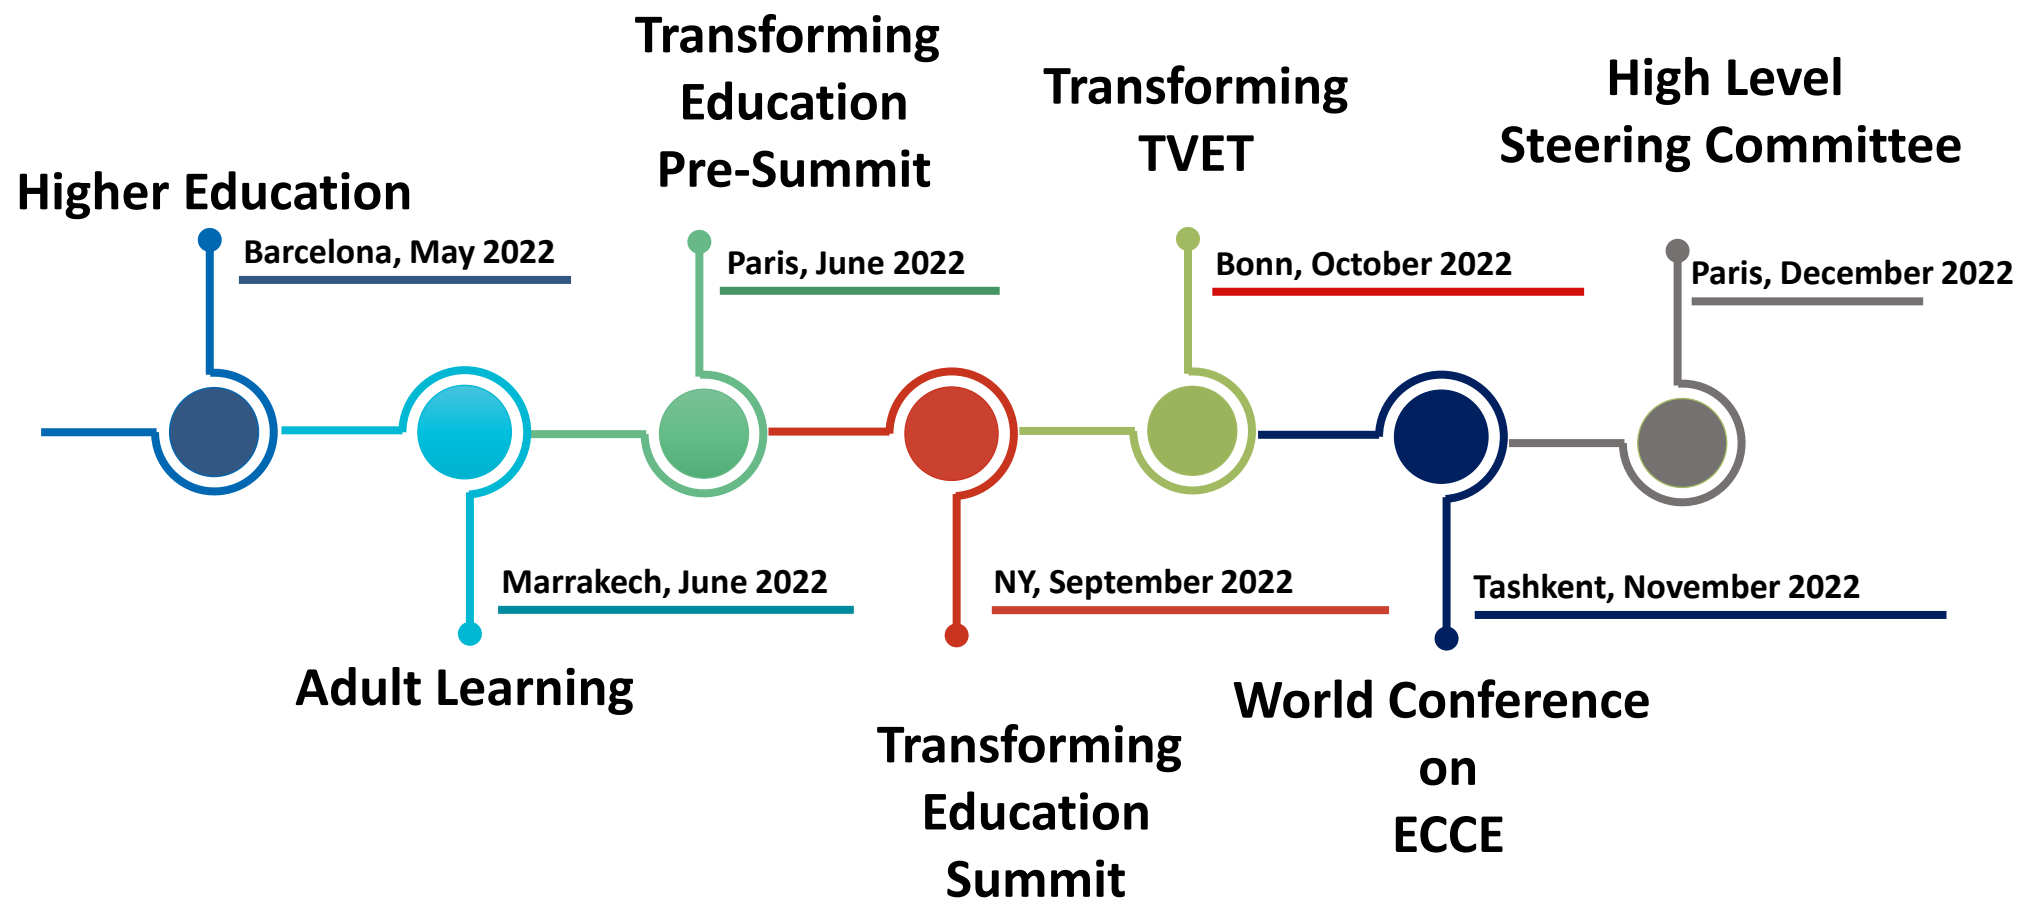 Higher Education
Barcelona, May 2022
Marrakech, June 2022
Adult Learning
Transforming
Education
Pre-Summit
Paris, June 2022
NY, September 2022
Transforming
Education
Summit
Transforming
TVET
Bonn, October 2022
Tashkent, November 2022
World Conference
on
ECCE
High Level
Steering Committee
Paris, December 2022